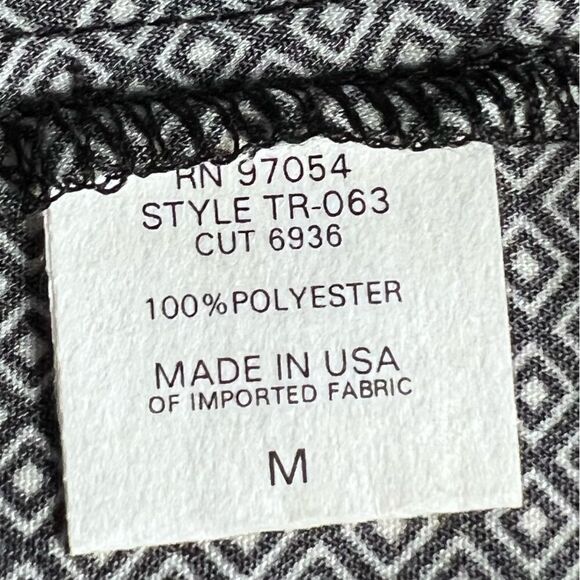 RN 97054
STYLE TR-063
CUT 6936
100% POLYESTER
MADE IN USA
OF IMPORTED FABRIC
M